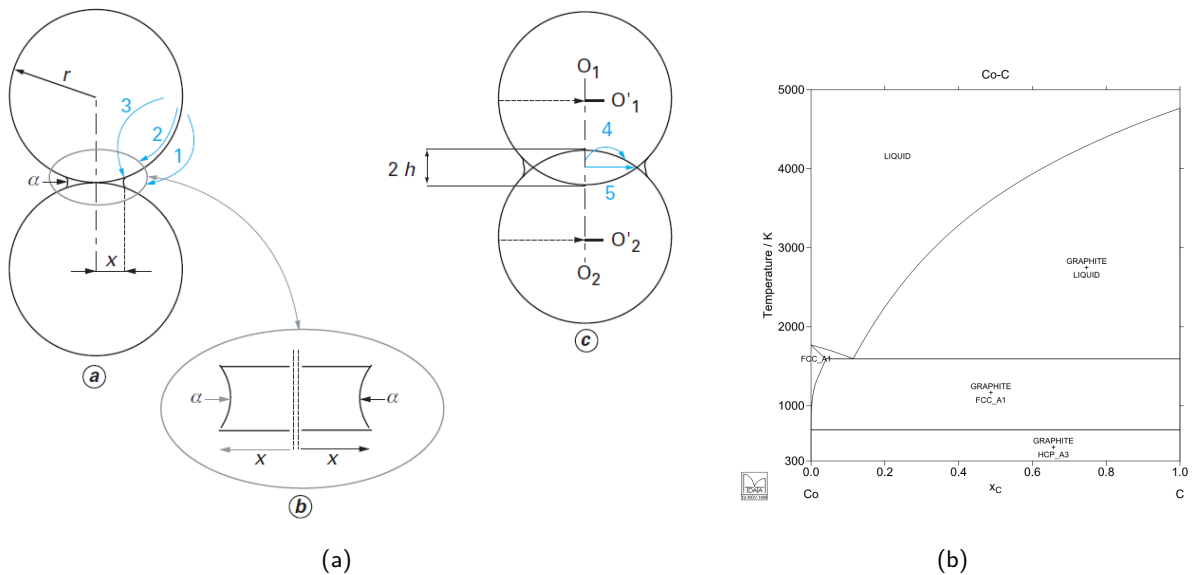 r
3
2
1
α
x
a
α
α
x
x
b
O1
O'1
4
2 h
5
O'2
O2
c
(a)
Co-C
5000
4000
3000
2000
1000
300
Temperature / K
LIQUID
GRAPHITE
+
LIQUID
FCC_A1
GRAPHITE
+
FCC_A1
GRAPHITE
+
HCP_A3
0.0 0.2 0.4 0.6 0.8 1.0
Co xC C
(b)